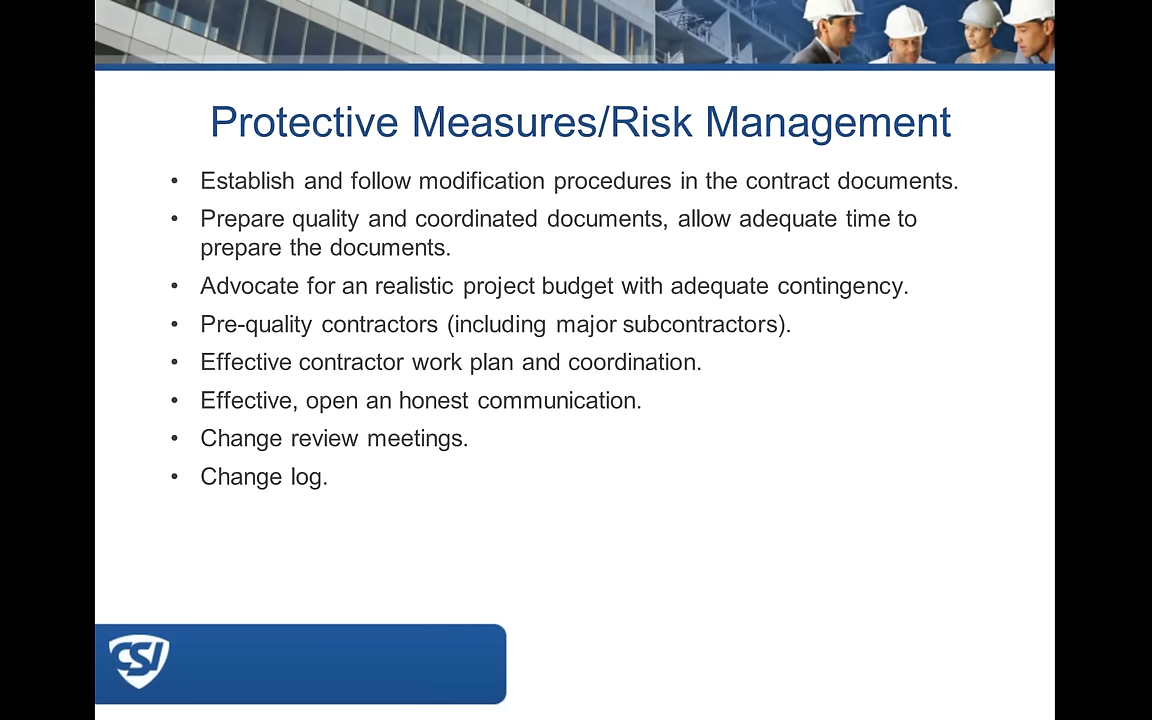 Protective Measures/Risk Management
• Establish and follow modification procedures in the contract documents.
• Prepare quality and coordinated documents, allow adequate time to
prepare the documents.
• Advocate for an realistic project budget with adequate contingency.
• Pre-quality contractors (including major subcontractors).
• Effective contractor work plan and coordination.
• Effective, open an honest communication.
• Change review meetings.
• Change log.
CSI